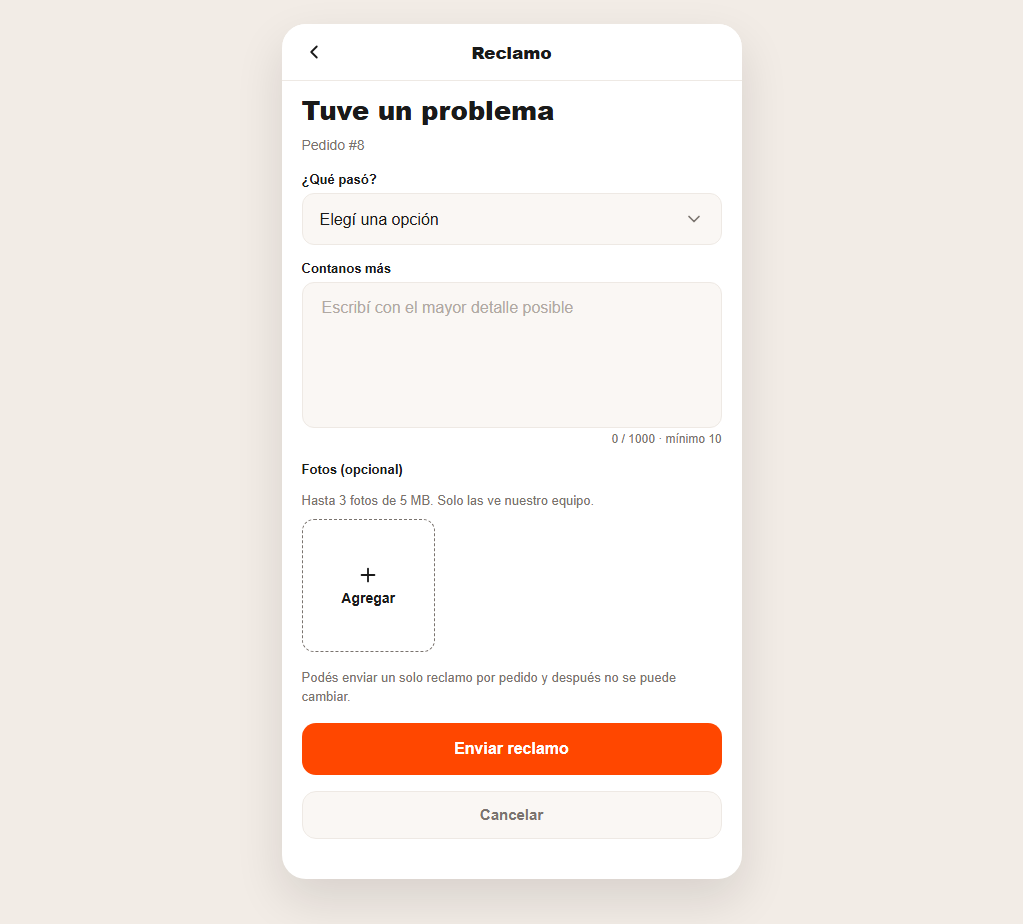 Reclamo
Tuve un problema
Pedido #8
¿Qué pasó?
Elegí una opción
Contanos más
Escribí con el mayor detalle posible
0 / 1000 · mínimo 10
Fotos (opcional)
Hasta 3 fotos de 5 MB. Solo las ve nuestro equipo.
Agregar
Podés enviar un solo reclamo por pedido y después no se puede
cambiar.
Enviar reclamo
Cancelar